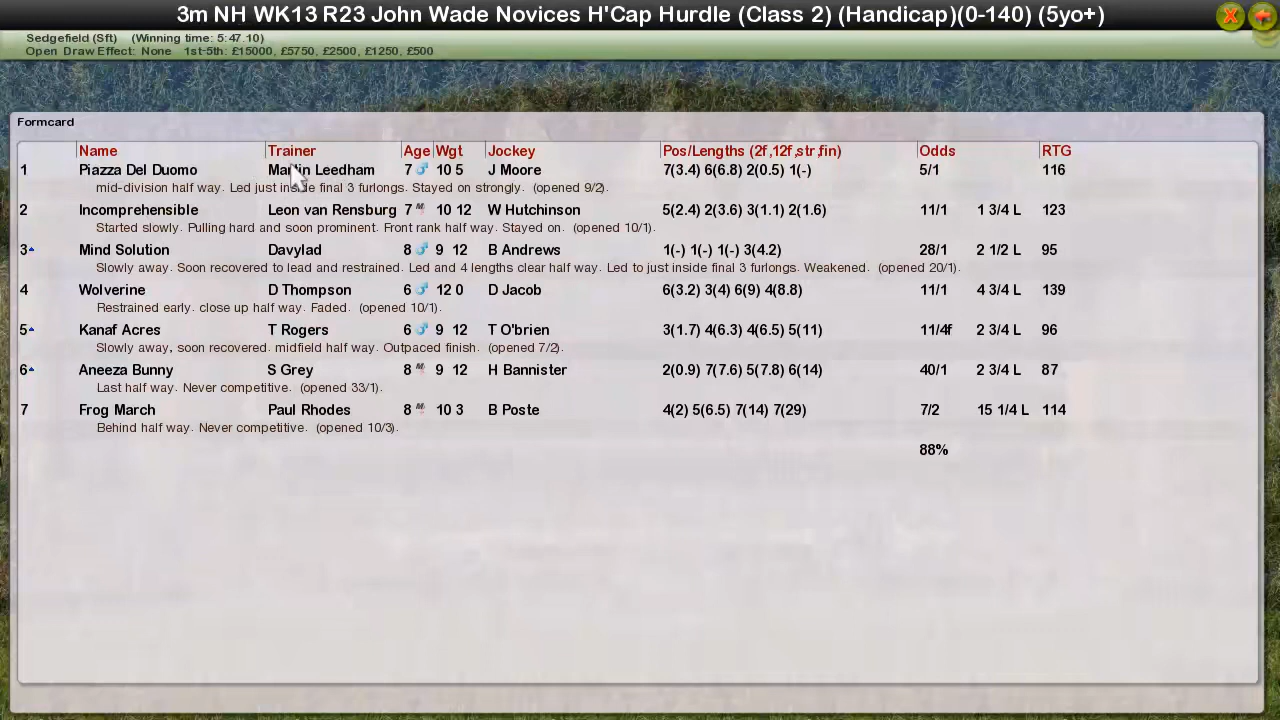 3m NH WK13 R23 John Wade Novices H'Cap Hurdle (Class 2) (Handicap)(0-140) (5yo+)
Sedgefield (Sft) (Winning time: 5:47.10)
Open Draw Effect: None 1st-5th: £15000, £5750, £2500, £1250, £500
Formcard
Name Trainer Age Wgt Jockey Pos/Lengths (2f,12f,str,fin) Odds RTG
1 Piazza Del Duomo Martin Leedham 7 10 5 J Moore 7(3.4) 6(6.8) 2(0.5) 1(-) 5/1 116
mid-division half way. Led just inside final 3 furlongs. Stayed on strongly. (opened 9/2).
2 Incomprehensible Leon van Rensburg 7 10 12 W Hutchinson 5(2.4) 2(3.6) 3(1.1) 2(1.6) 11/1 1 3/4 L 123
Started slowly. Pulling hard and soon prominent. Front rank half way. Stayed on. (opened 10/1).
3 Mind Solution Davylad 8 9 12 B Andrews 1(-) 1(-) 1(-) 3(4.2) 28/1 2 1/2 L 95
Slowly away. Soon recovered to lead and restrained. Led and 4 lengths clear half way. Led to just inside final 3 furlongs. Weakened. (opened 20/1).
4 Wolverine D Thompson 6 12 0 D Jacob 6(3.2) 3(4) 6(9) 4(8.8) 11/1 4 3/4 L 139
Restrained early. close up half way. Faded. (opened 10/1).
5 Kanaf Acres T Rogers 6 9 12 T O'brien 3(1.7) 4(6.3) 4(6.5) 5(11) 11/4f 2 3/4 L 96
Slowly away, soon recovered. midfield half way. Outpaced finish. (opened 7/2).
6 Aneeza Bunny S Grey 8 9 12 H Bannister 2(0.9) 7(7.6) 5(7.8) 6(14) 40/1 2 3/4 L 87
Last half way. Never competitive. (opened 33/1).
7 Frog March Paul Rhodes 8 10 3 B Poste 4(2) 5(6.5) 7(14) 7(29) 7/2 15 1/4 L 114
Behind half way. Never competitive. (opened 10/3).
88%